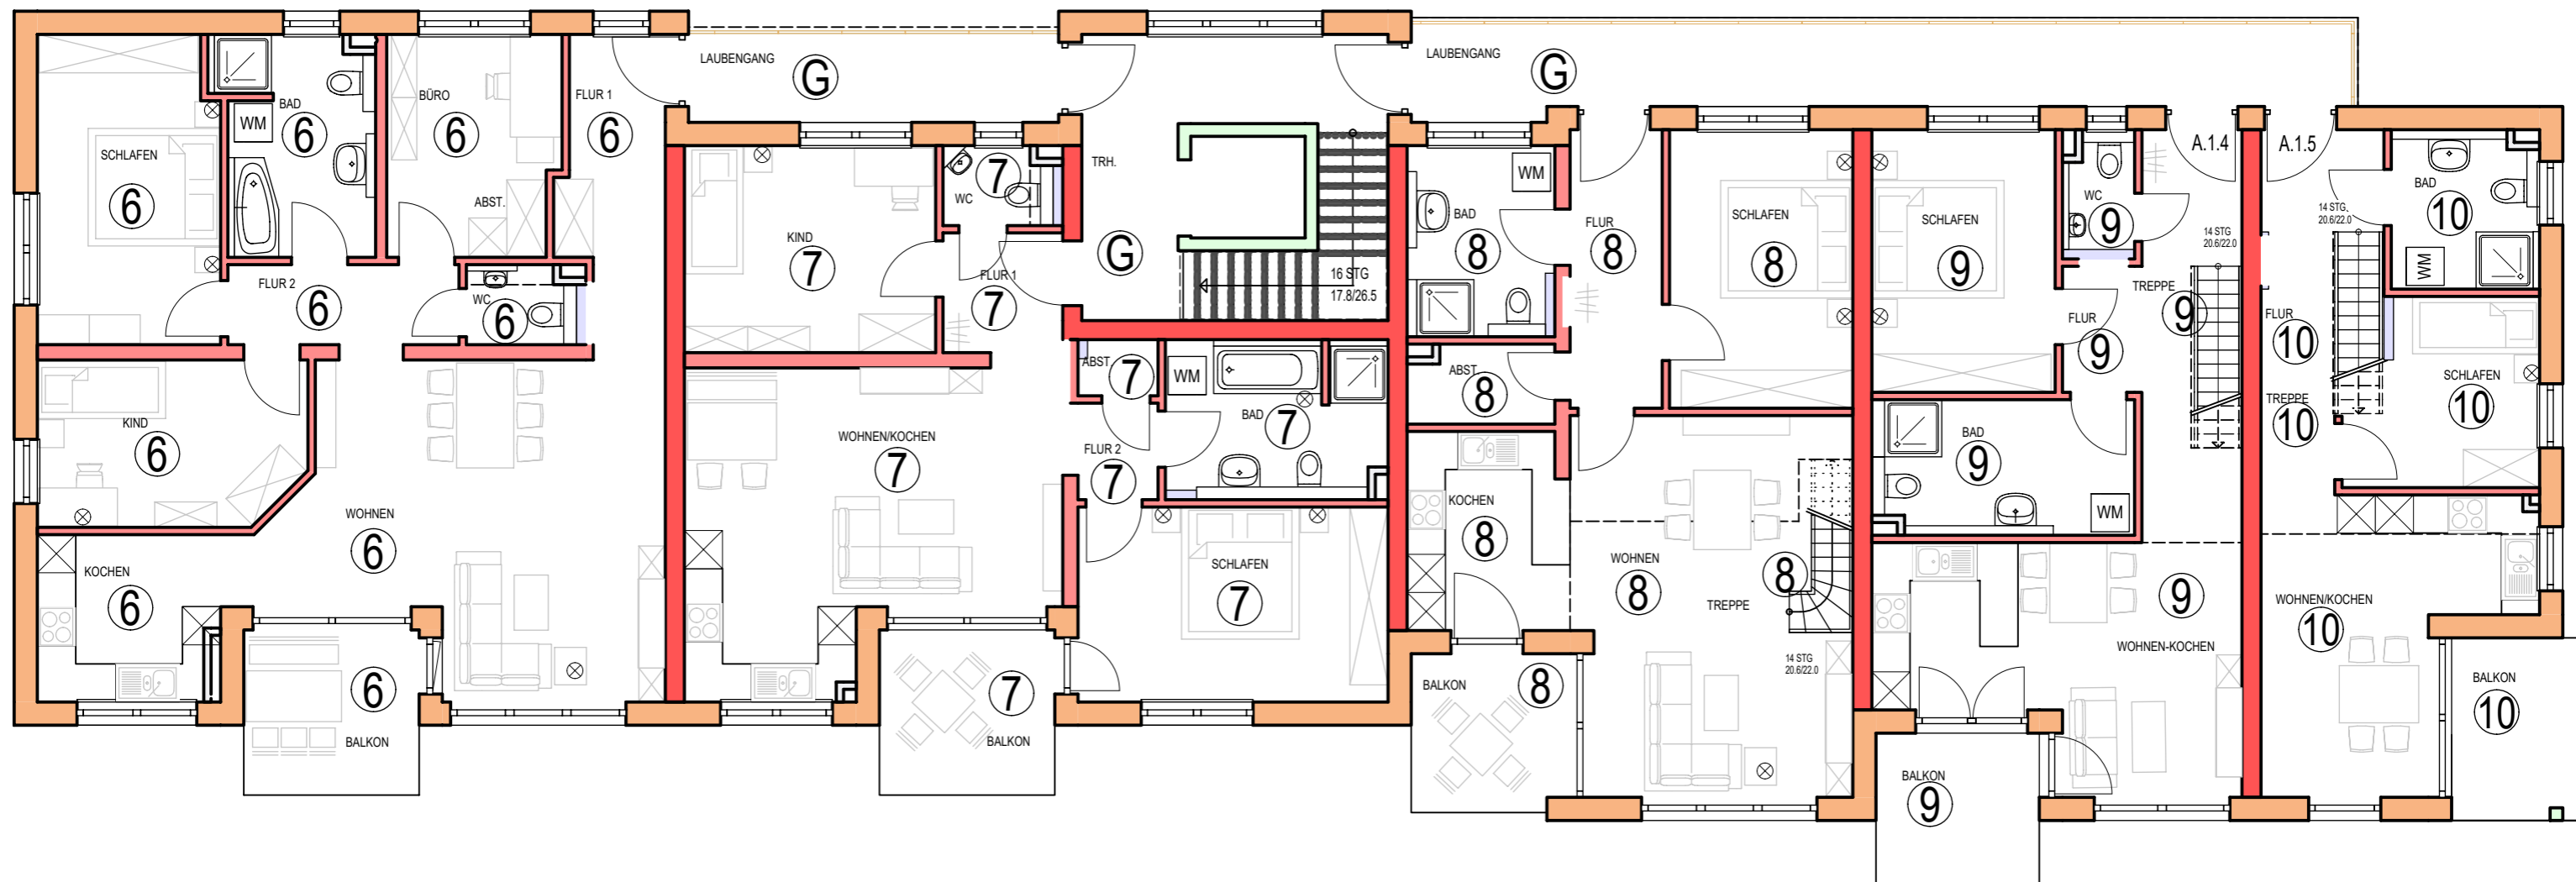 SCHLAFEN
6
BAD
6
WM
BÜRO
6
ABST.
FLUR 1
6
FLUR 2
6
WC
6
KIND
6
WOHNEN
6
KOCHEN
6
6
BALKON
LAUBENGANG
G
KIND
7
WC
7
FLUR 1
7
WOHNEN/KOCHEN
7
ABST.
7
WM
BAD
7
FLUR 2
7
SCHLAFEN
7
7
BALKON
TRH.
G
16 STG
17.8/26.5
LAUBENGANG
G
WM
BAD
8
FLUR
8
SCHLAFEN
8
ABST.
8
KOCHEN
8
WOHNEN
8
8
TREPPE
14 STG
20.6/22.0
BALKON
8
SCHLAFEN
9
WC
9
A.1.4
14 STG
20.6/22.0
TREPPE
9
FLUR
9
BAD
9
WM
9
WOHNEN-KOCHEN
BALKON
9
A.1.5
14 STG.
20.6/22.0
BAD
10
WM
FLUR
10
TREPPE
10
SCHLAFEN
10
WOHNEN/KOCHEN
10
BALKON
10